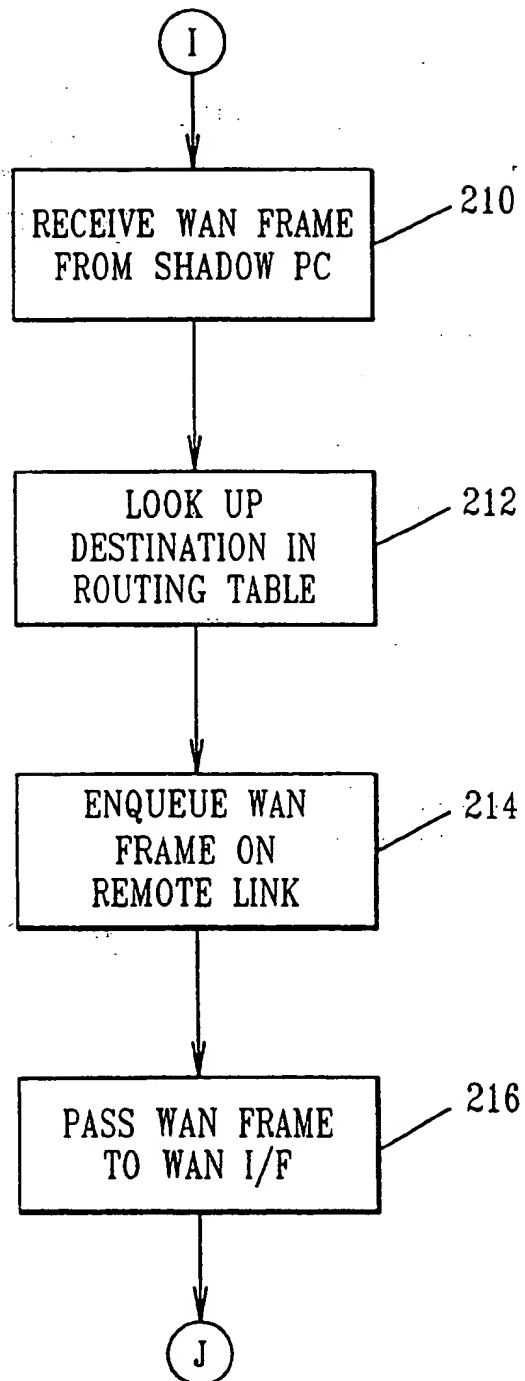 I
RECEIVE WAN FRAME
FROM SHADOW PC
210
LOOK UP
DESTINATION IN
ROUTING TABLE
212
ENQUEUE WAN
FRAME ON
REMOTE LINK
214
PASS WAN FRAME
TO WAN I/F
216
J